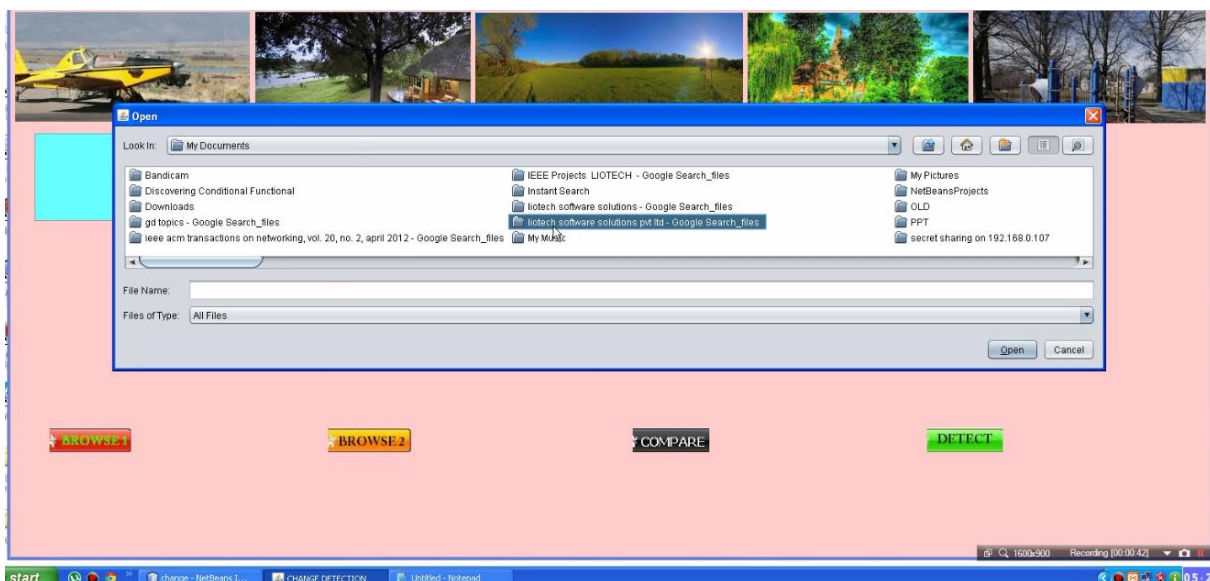 Open
Look In: My Documents
Bandicam
Discovering Conditional Functional
Downloads
gd topics - Google Search_files
ieee acm transactions on networking, vol. 20, no. 2, april 2012 - Google Search_files
IEEE Projects LIOTECH - Google Search_files
Instant Search
liotech software solutions - Google Search_files
liotech software solutions pvt ltd - Google Search_files
My Music
My Pictures
NetBeansProjects
OLD
PPT
secret sharing on 192.168.0.107
File Name:
Files of Type: All Files
Open Cancel
BROWSE 1 BROWSE 2 COMPARE DETECT
1600x900 Recording [00:00:42]
start change - NetBeans I... CHANGE DETECTION Untitled - Notepad